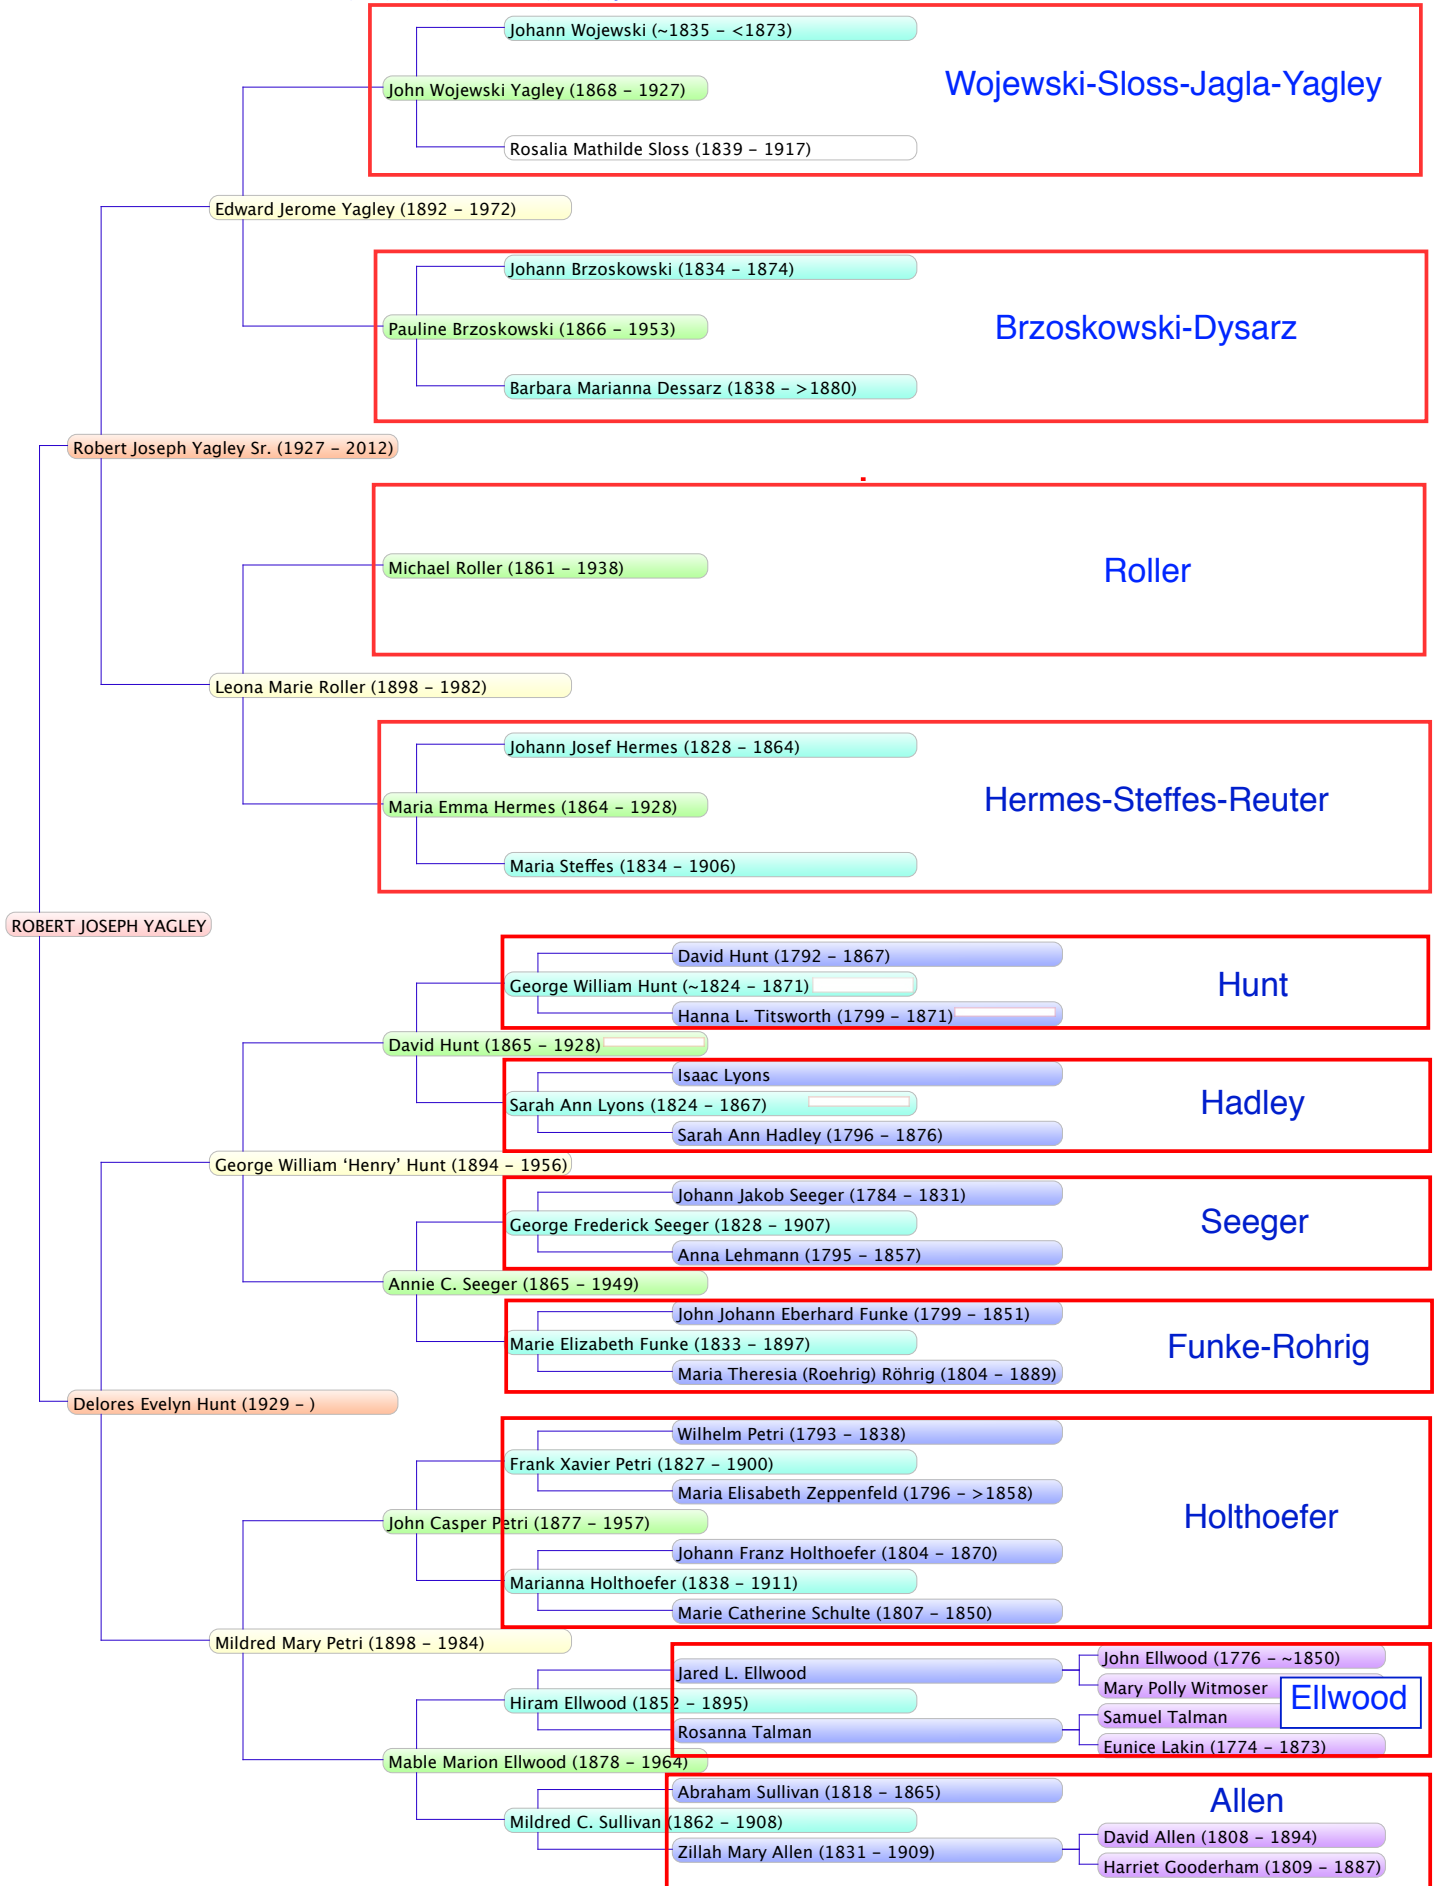 Johann Wojewski (~1835 – <1873)
Wojewski-Sloss-Jagla-Yagley
John Wojewski Yagley (1868 – 1927)
Rosalia Mathilde Sloss (1839 – 1917)
Edward Jerome Yagley (1892 – 1972)
Johann Brzoskowski (1834 – 1874)
Pauline Brzoskowski (1866 – 1953)
Brzoskowski-Dysarz
Barbara Marianna Dessarz (1838 – >1880)
Robert Joseph Yagley Sr. (1927 – 2012)
Michael Roller (1861 – 1938)
Roller
Leona Marie Roller (1898 – 1982)
Johann Josef Hermes (1828 – 1864)
Maria Emma Hermes (1864 – 1928)
Hermes-Steffes-Reuter
Maria Steffes (1834 – 1906)
ROBERT JOSEPH YAGLEY
David Hunt (1792 – 1867)
George William Hunt (~1824 – 1871)
Hunt
Hanna L. Titsworth (1799 – 1871)
David Hunt (1865 – 1928)
Isaac Lyons
Sarah Ann Lyons (1824 – 1867)
Hadley
Sarah Ann Hadley (1796 – 1876)
George William ‘Henry’ Hunt (1894 – 1956)
Johann Jakob Seeger (1784 – 1831)
George Frederick Seeger (1828 – 1907)
Seeger
Anna Lehmann (1795 – 1857)
Annie C. Seeger (1865 – 1949)
John Johann Eberhard Funke (1799 – 1851)
Marie Elizabeth Funke (1833 – 1897)
Funke-Rohrig
Maria Theresia (Roehrig) Röhrig (1804 – 1889)
Delores Evelyn Hunt (1929 – )
Wilhelm Petri (1793 – 1838)
Frank Xavier Petri (1827 – 1900)
Maria Elisabeth Zeppenfeld (1796 – >1858)
Holthoefer
John Casper Petri (1877 – 1957)
Johann Franz Holthoefer (1804 – 1870)
Marianna Holthoefer (1838 – 1911)
Marie Catherine Schulte (1807 – 1850)
Mildred Mary Petri (1898 – 1984)
John Ellwood (1776 – ~1850)
Jared L. Ellwood
Mary Polly Witmoser
Ellwood
Hiram Ellwood (1852 – 1895)
Samuel Talman
Rosanna Talman
Eunice Lakin (1774 – 1873)
Mable Marion Ellwood (1878 – 1964)
Abraham Sullivan (1818 – 1865)
Allen
Mildred C. Sullivan (1862 – 1908)
David Allen (1808 – 1894)
Zillah Mary Allen (1831 – 1909)
Harriet Gooderham (1809 – 1887)